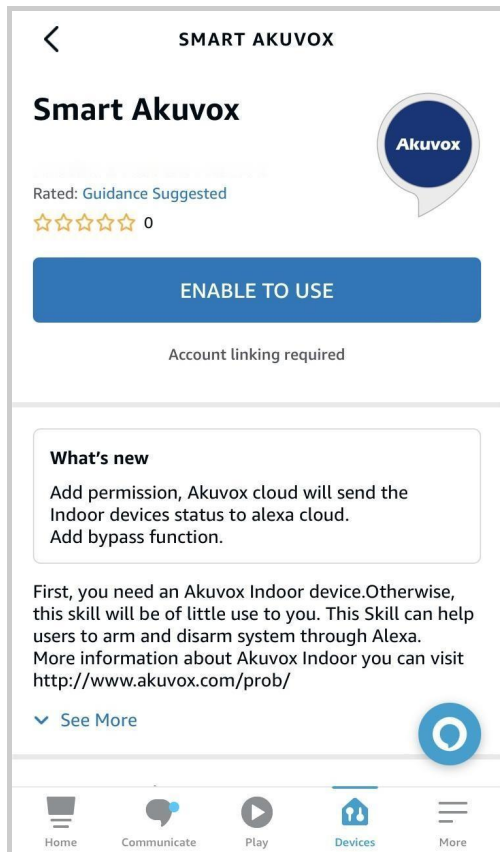 SMART AKUVOX
Smart Akuvox
Akuvox
Rated: Guidance Suggested
0
ENABLE TO USE
Account linking required
What's new
Add permission, Akuvox cloud will send the
Indoor devices status to alexa cloud.
Add bypass function.
First, you need an Akuvox Indoor device.Otherwise,
this skill will be of little use to you. This Skill can help
users to arm and disarm system through Alexa.
More information about Akuvox Indoor you can visit
http://www.akuvox.com/prob/
See More
Home Communicate Play Devices More